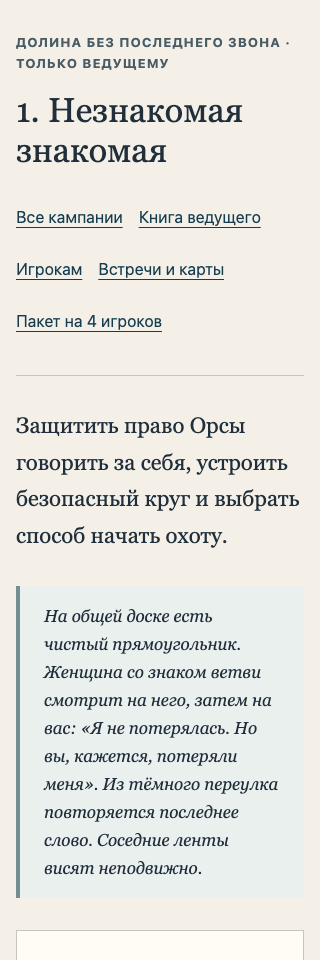 ДОЛИНА БЕЗ ПОСЛЕДНЕГО ЗВОНА ·
ТОЛЬКО ВЕДУЩЕМУ
1. Незнакомая
знакомая
Все кампании Книга ведущего
Игрокам Встречи и карты
Пакет на 4 игроков
Защитить право Орсы
говорить за себя, устроить
безопасный круг и выбрать
способ начать охоту.
На общей доске есть
чистый прямоугольник.
Женщина со знаком ветви
смотрит на него, затем на
вас: «Я не потерялась. Но
вы, кажется, потеряли
меня». Из тёмного переулка
повторяется последнее
слово. Соседние ленты
висят неподвижно.